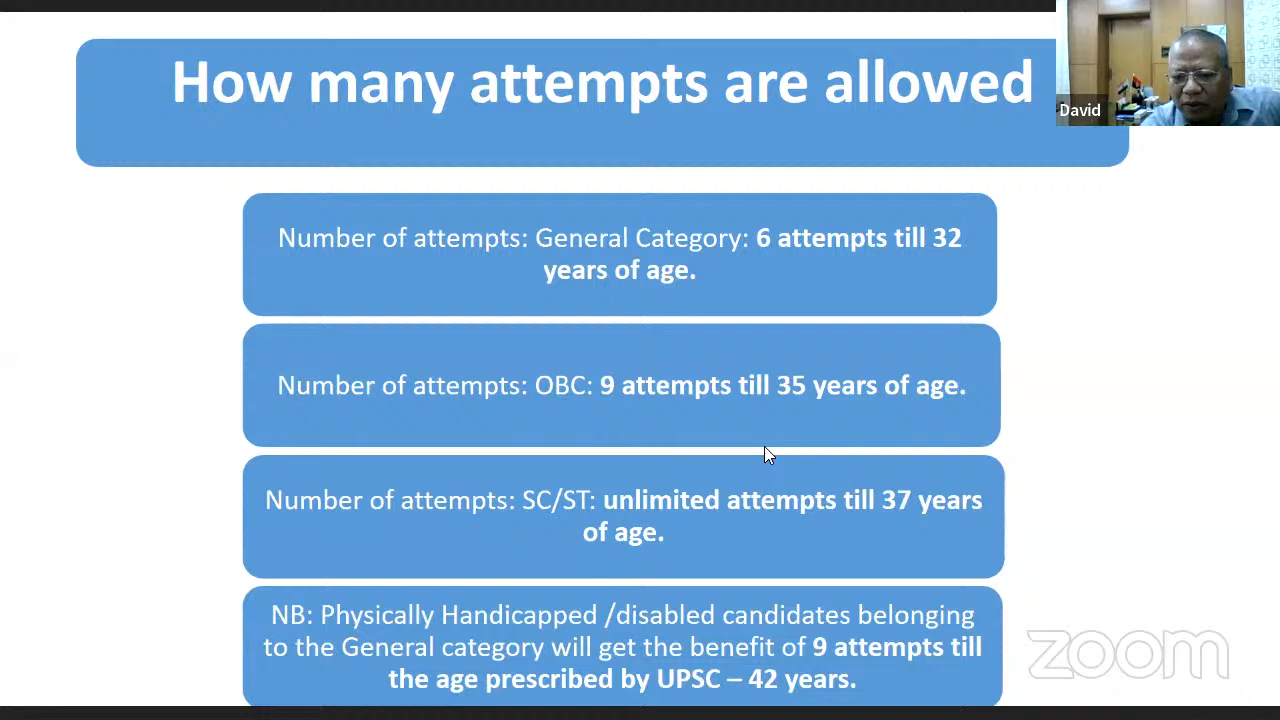 How many attempts are allowed
David
Number of attempts: General Category: 6 attempts till 32
years of age.
Number of attempts: OBC: 9 attempts till 35 years of age.
Number of attempts: SC/ST: unlimited attempts till 37 years
of age.
NB: Physically Handicapped /disabled candidates belonging
to the General category will get the benefit of 9 attempts till
the age prescribed by UPSC – 42 years.
zoom